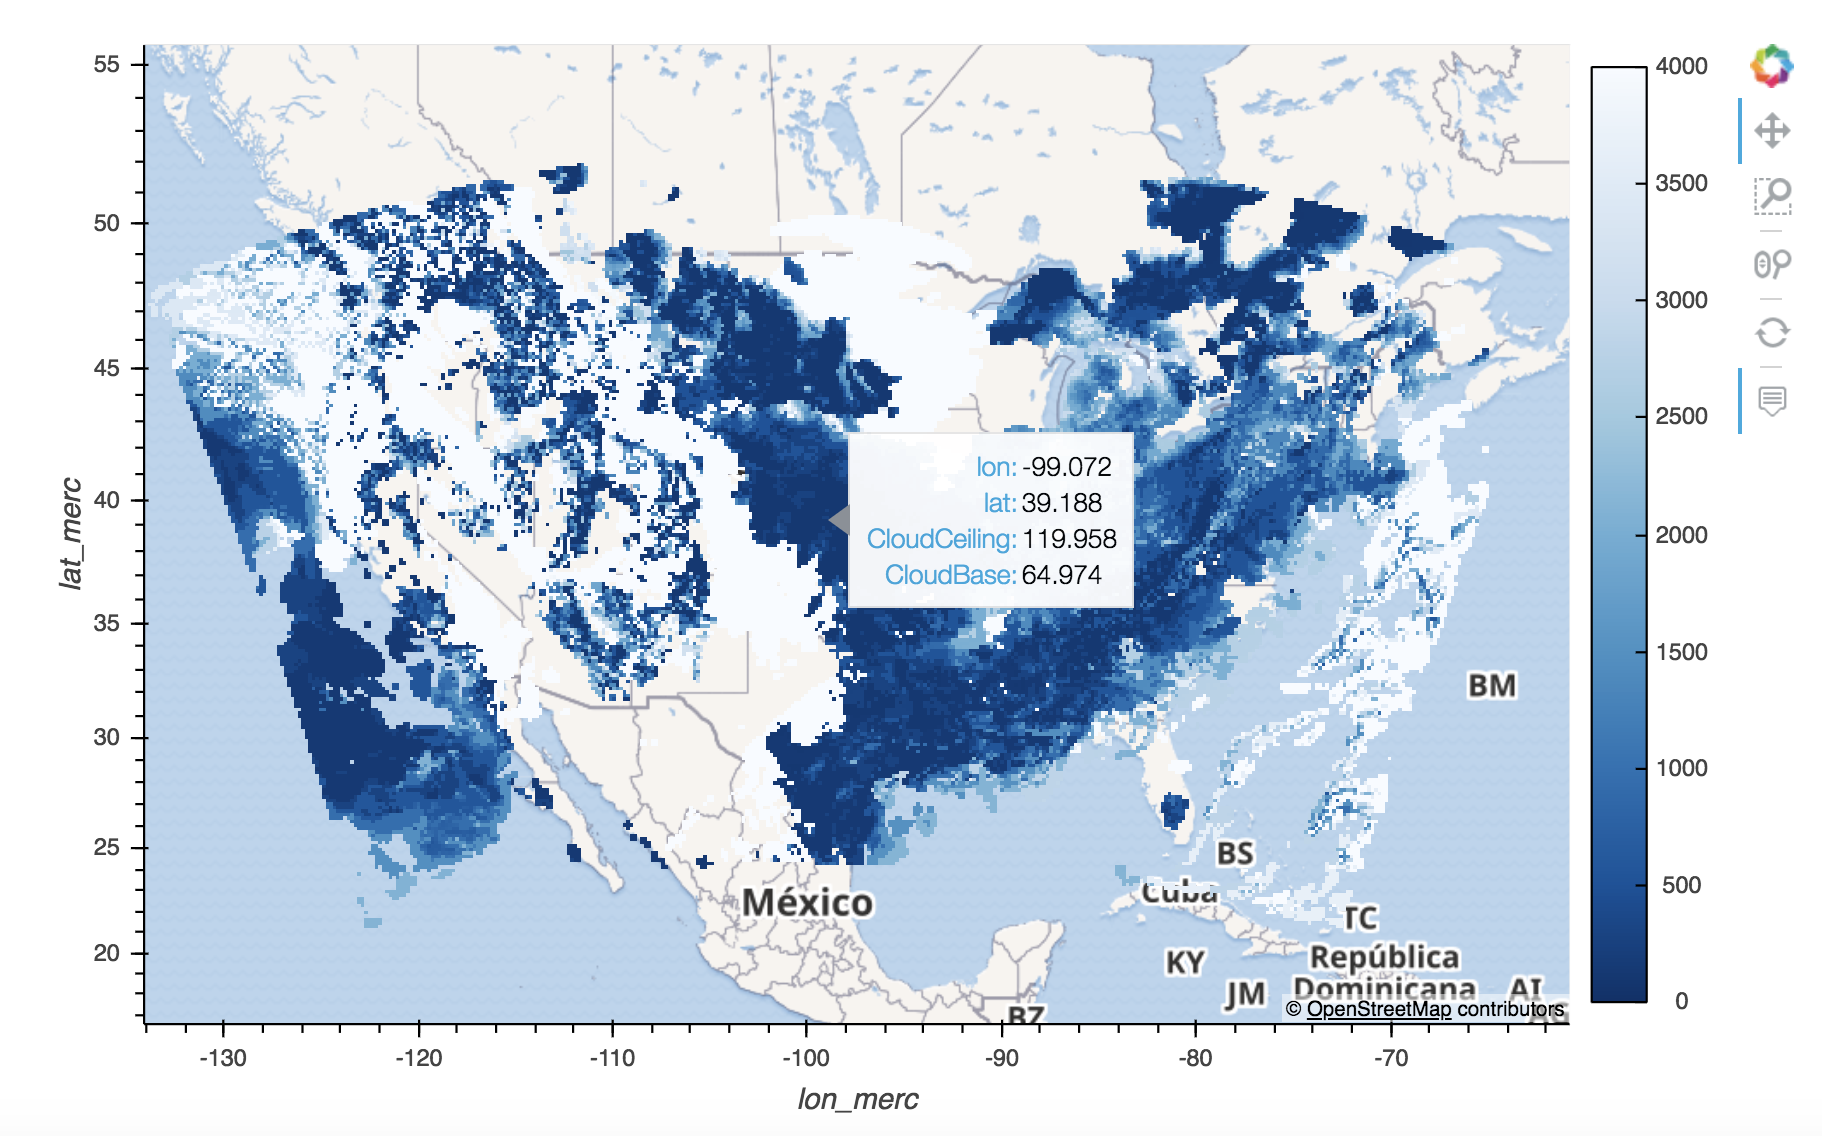 55
50
45
40
35
30
25
20
lat_merc
-130
-120
-110
-100
-90
-80
-70
lon_merc
lon: -99.072
lat: 39.188
CloudCeiling: 119.958
CloudBase: 64.974
BM
BS
México
Cuba
TC
KY
República
Dominicana
JM
AI
BZ
AG
© OpenStreetMap contributors
4000
3500
3000
2500
2000
1500
1000
500
0